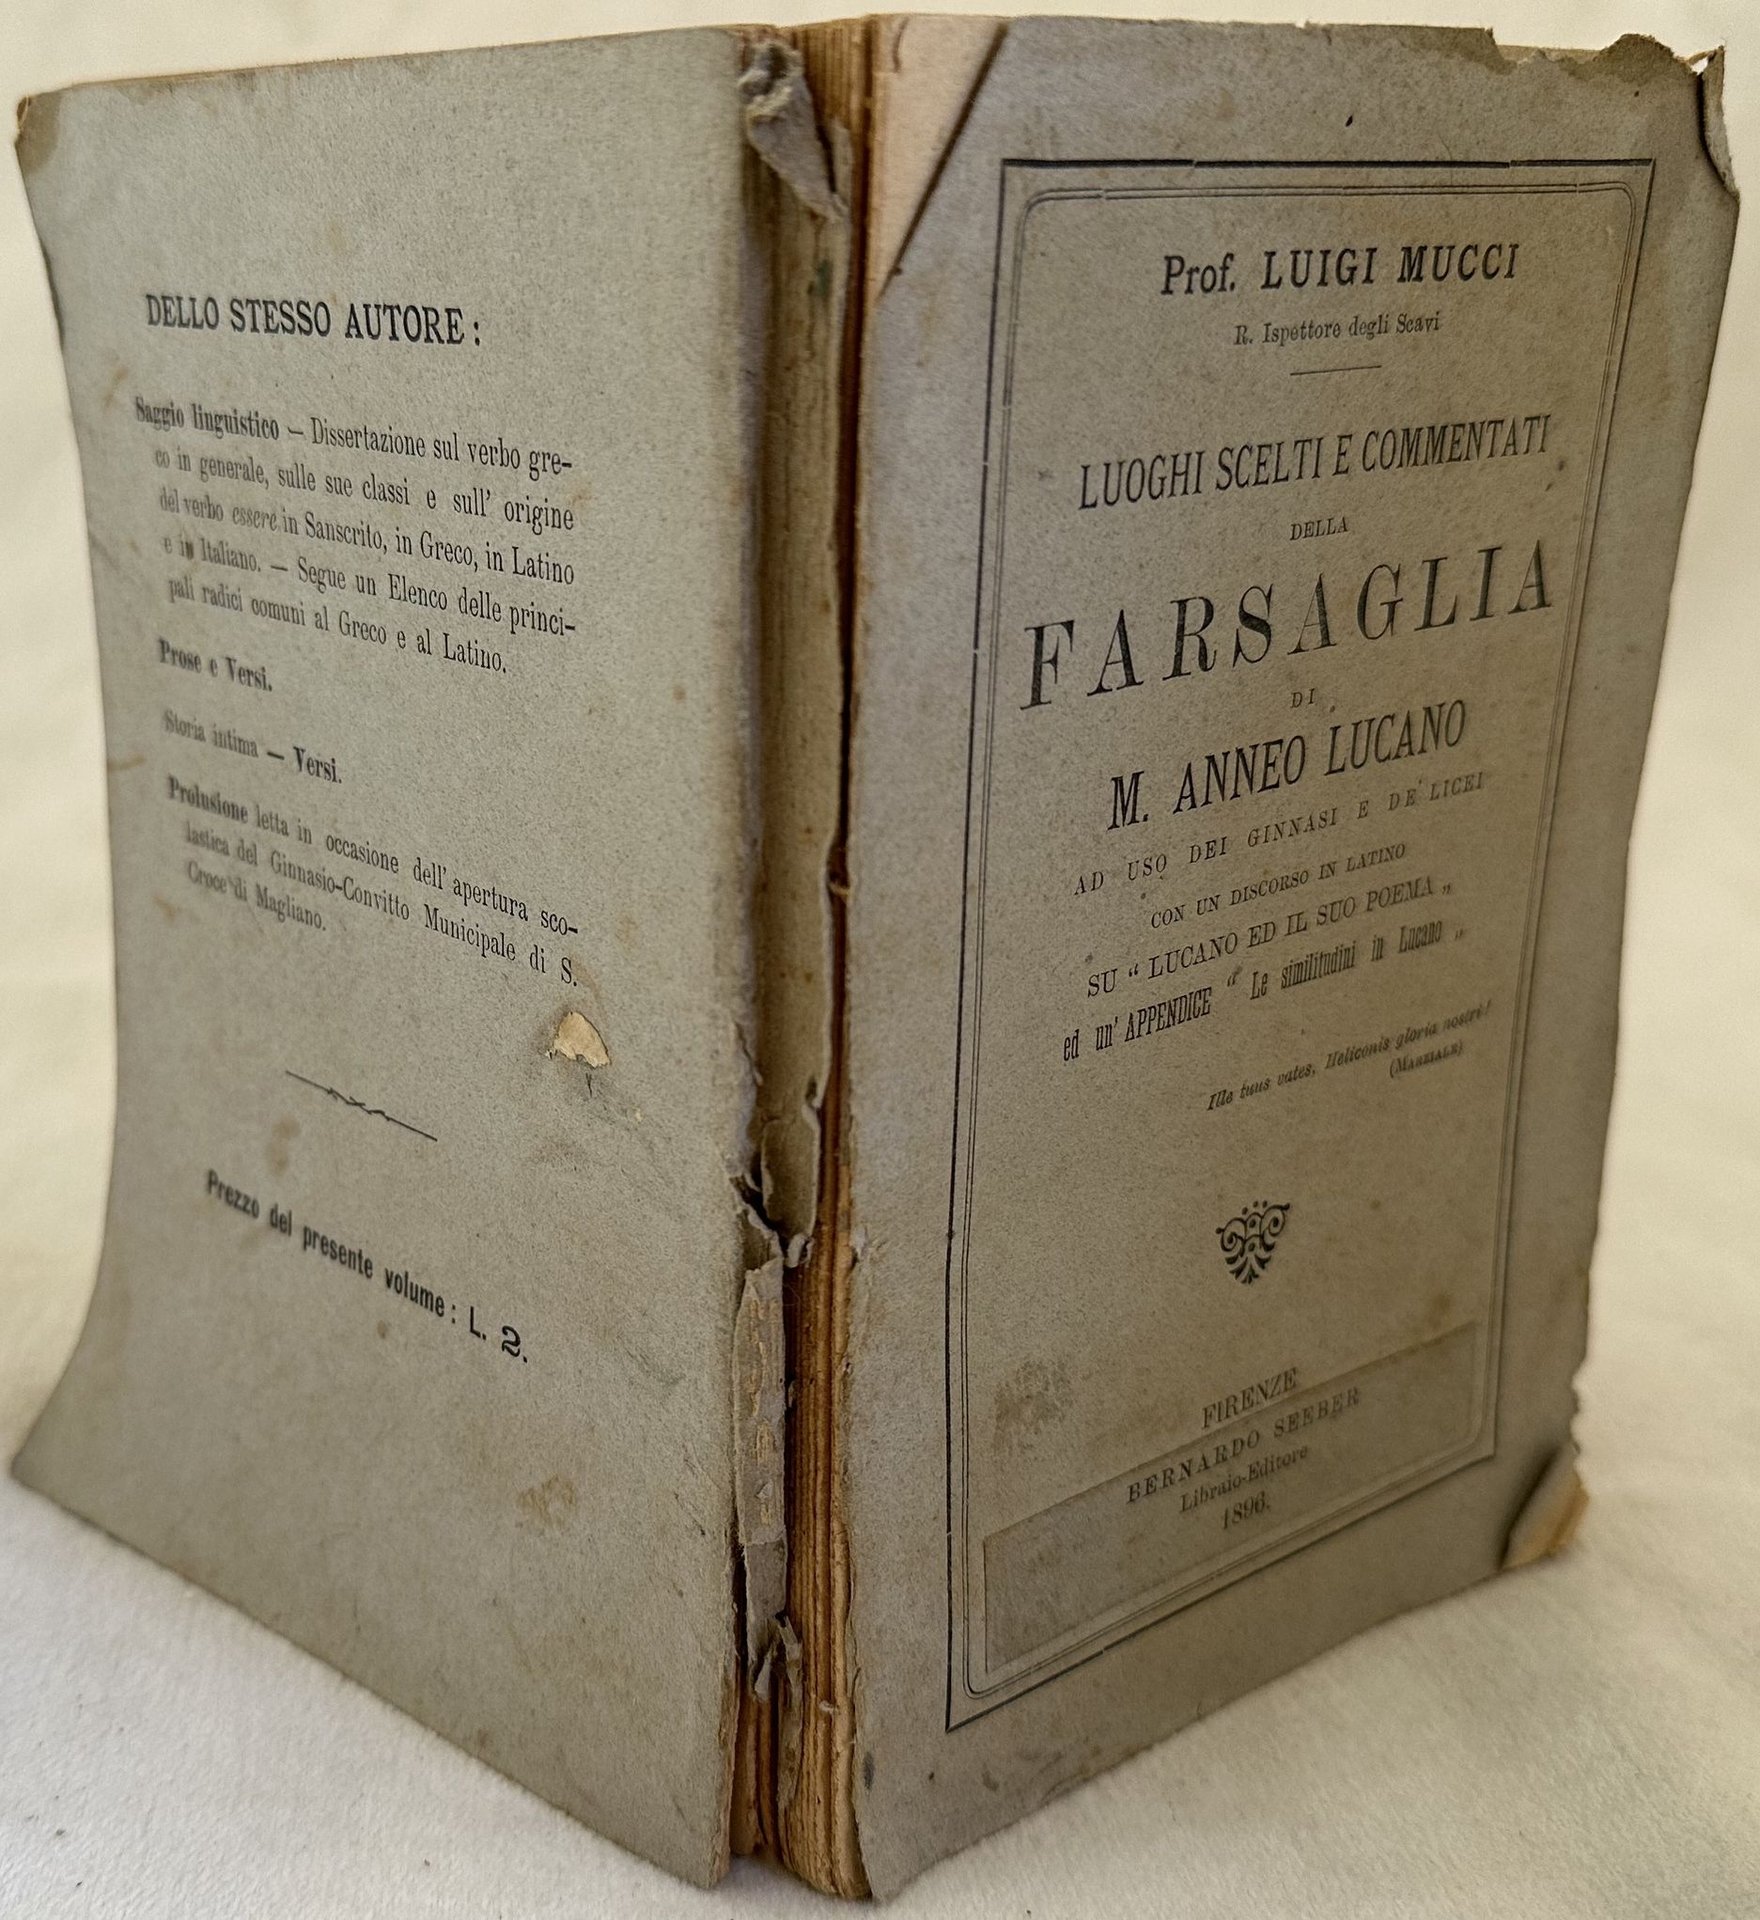 DELLO STESSO AUTORE:
Saggio linguistico — Dissertazione sul verbo gre-
co in generale, sulle sue classi e sull' origine
del verbo essere in Sanscrito, in Greco, in Latino
e in Italiano. — Segue un Elenco delle princi-
pali radici comuni al Greco e al Latino.
Prose e Versi.
Storia intima — Versi.
Prolusione letta in occasione dell' apertura sco-
lastica del Ginnasio-Convitto Municipale di S.
Croce di Magliano.
Prezzo del presente volume: L. 2.
Prof. LUIGI MUCCI
R. Ispettore degli Scavi
LUOGHI SCELTI E COMMENTATI
DELLA
FARSAGLIA
DI
M. ANNEO LUCANO
AD USO DEI GINNASI E DE' LICEI
CON UN DISCORSO IN LATINO
SU “ LUCANO ED IL SUO POEMA „
ed un' APPENDICE “ Le similitudini in Lucano „
Ille tuus vates, Heliconis gloria nostri!
(MARZIALE)
FIRENZE
BERNARDO SEEBER
Libraio-Editore
1896.